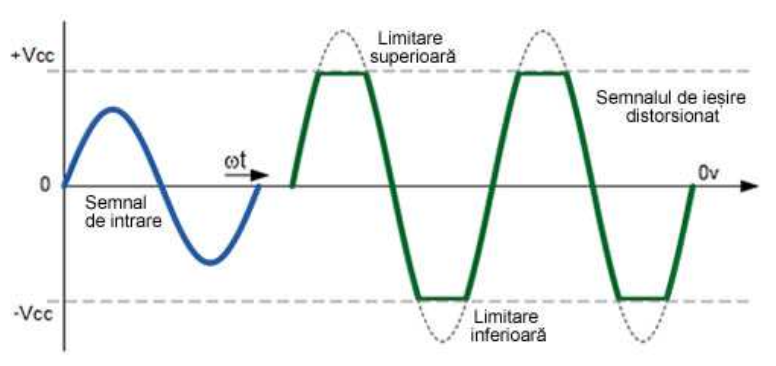 +Vcc
Limitare
superioară
Semnalul de ieșire
distorsionat
ωt
0v
0
Semnal
de intrare
-Vcc
Limitare
inferioară